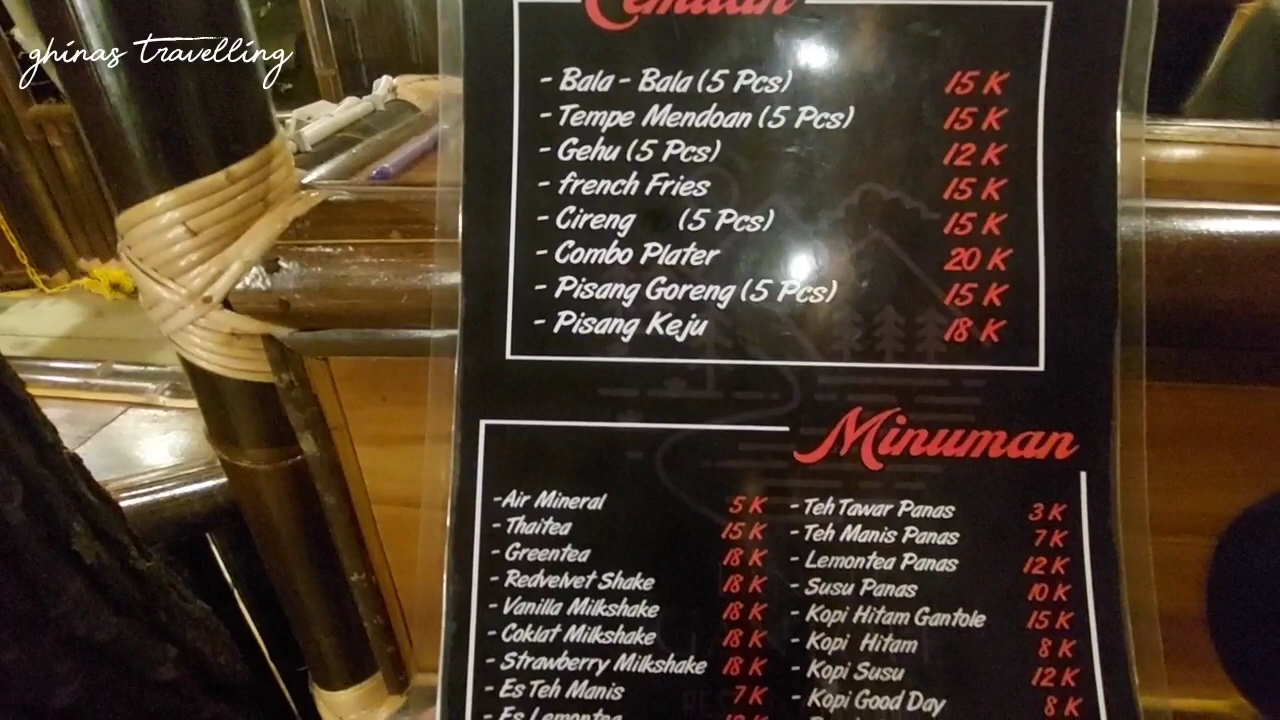 ghinas travelling
Cemilan
- Bala - Bala (5 Pcs) 15 K
- Tempe Mendoan (5 Pcs) 15 K
- Gehu (5 Pcs) 12 K
- french Fries 15 K
- Cireng (5 Pcs) 15 K
- Combo Plater 20 K
- Pisang Goreng (5 Pcs) 15 K
- Pisang Keju 18 K
Minuman
- Air Mineral 5 K
- Thaitea 15 K
- Greentea 18 K
- Redvelvet Shake 18 K
- Vanilla Milkshake 18 K
- Coklat Milkshake 18 K
- Strawberry Milkshake 18 K
- Es Teh Manis 7 K
- Es Lemontea
- Teh Tawar Panas 3 K
- Teh Manis Panas 7 K
- Lemontea Panas 12 K
- Susu Panas 10 K
- Kopi Hitam Gantole 15 K
- Kopi Hitam 8 K
- Kopi Susu 12 K
- Kopi Good Day 8 K